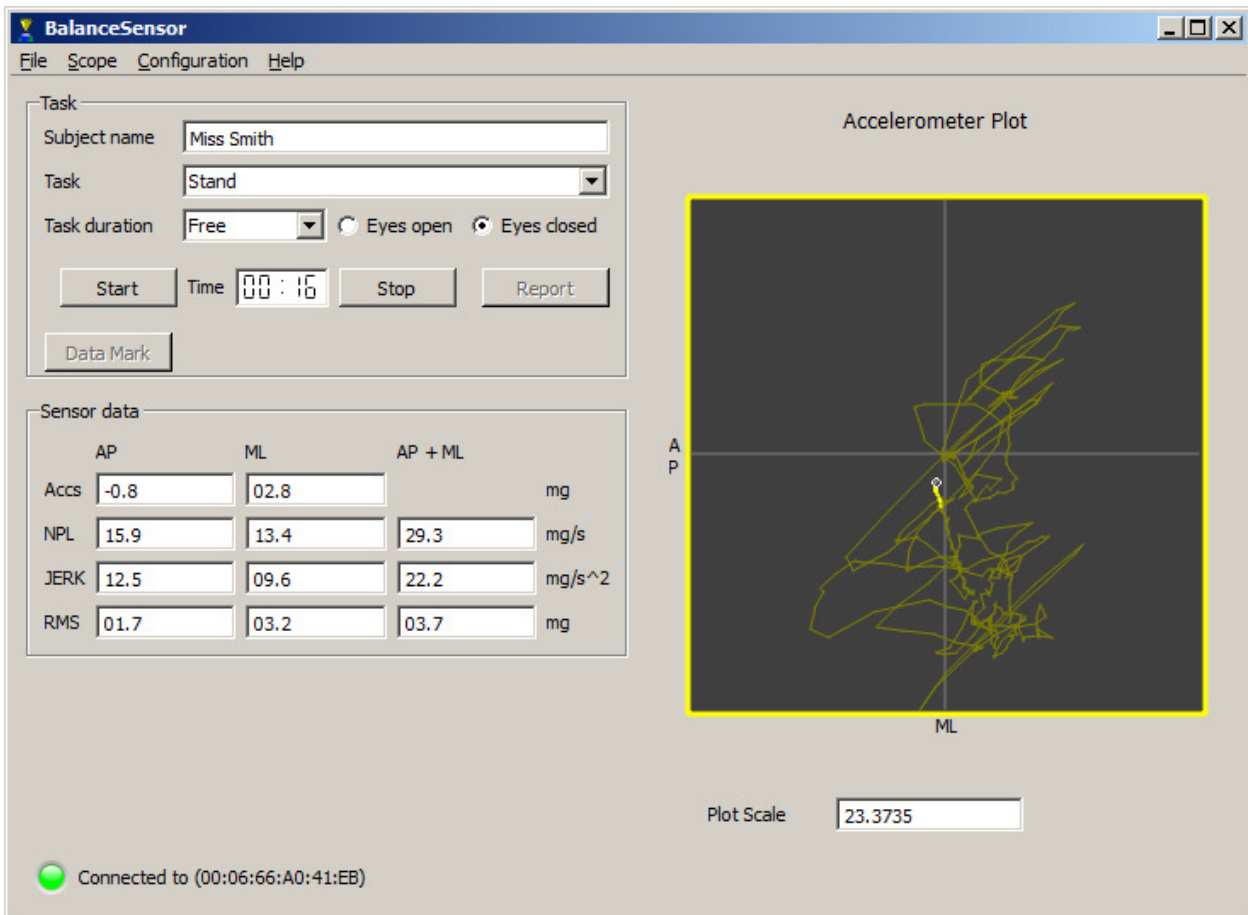 BalanceSensor
File Scope Configuration Help
Task
Subject name Miss Smith
Task Stand
Task duration Free Eyes open Eyes closed
Start Time 00:16 Stop Report
Data Mark
Sensor data
AP ML AP + ML
Accs -0.8 02.8 mg
NPL 15.9 13.4 29.3 mg/s
JERK 12.5 09.6 22.2 mg/s^2
RMS 01.7 03.2 03.7 mg
Accelerometer Plot
A
P
ML
Plot Scale 23.3735
Connected to (00:06:66:A0:41:EB)